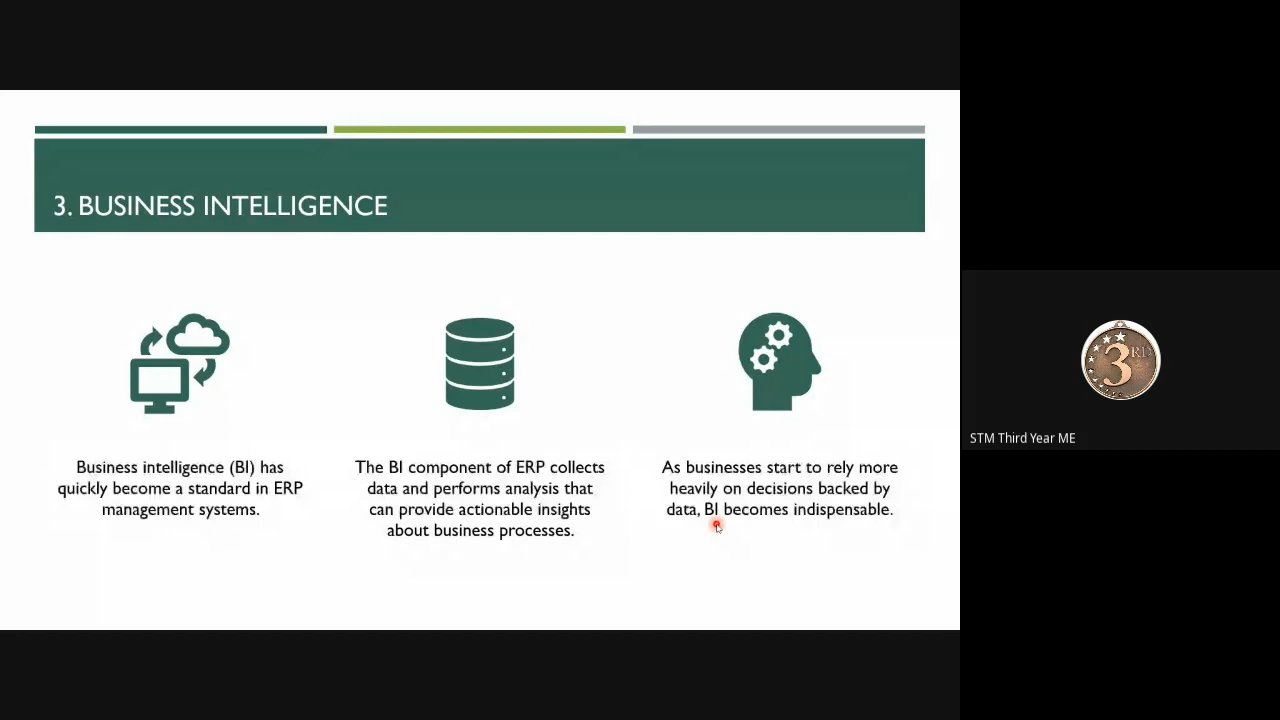 3. BUSINESS INTELLIGENCE
Business intelligence (BI) has
quickly become a standard in ERP
management systems.
The BI component of ERP collects
data and performs analysis that
can provide actionable insights
about business processes.
As businesses start to rely more
heavily on decisions backed by
data, BI becomes indispensable.
3RD
STM Third Year ME